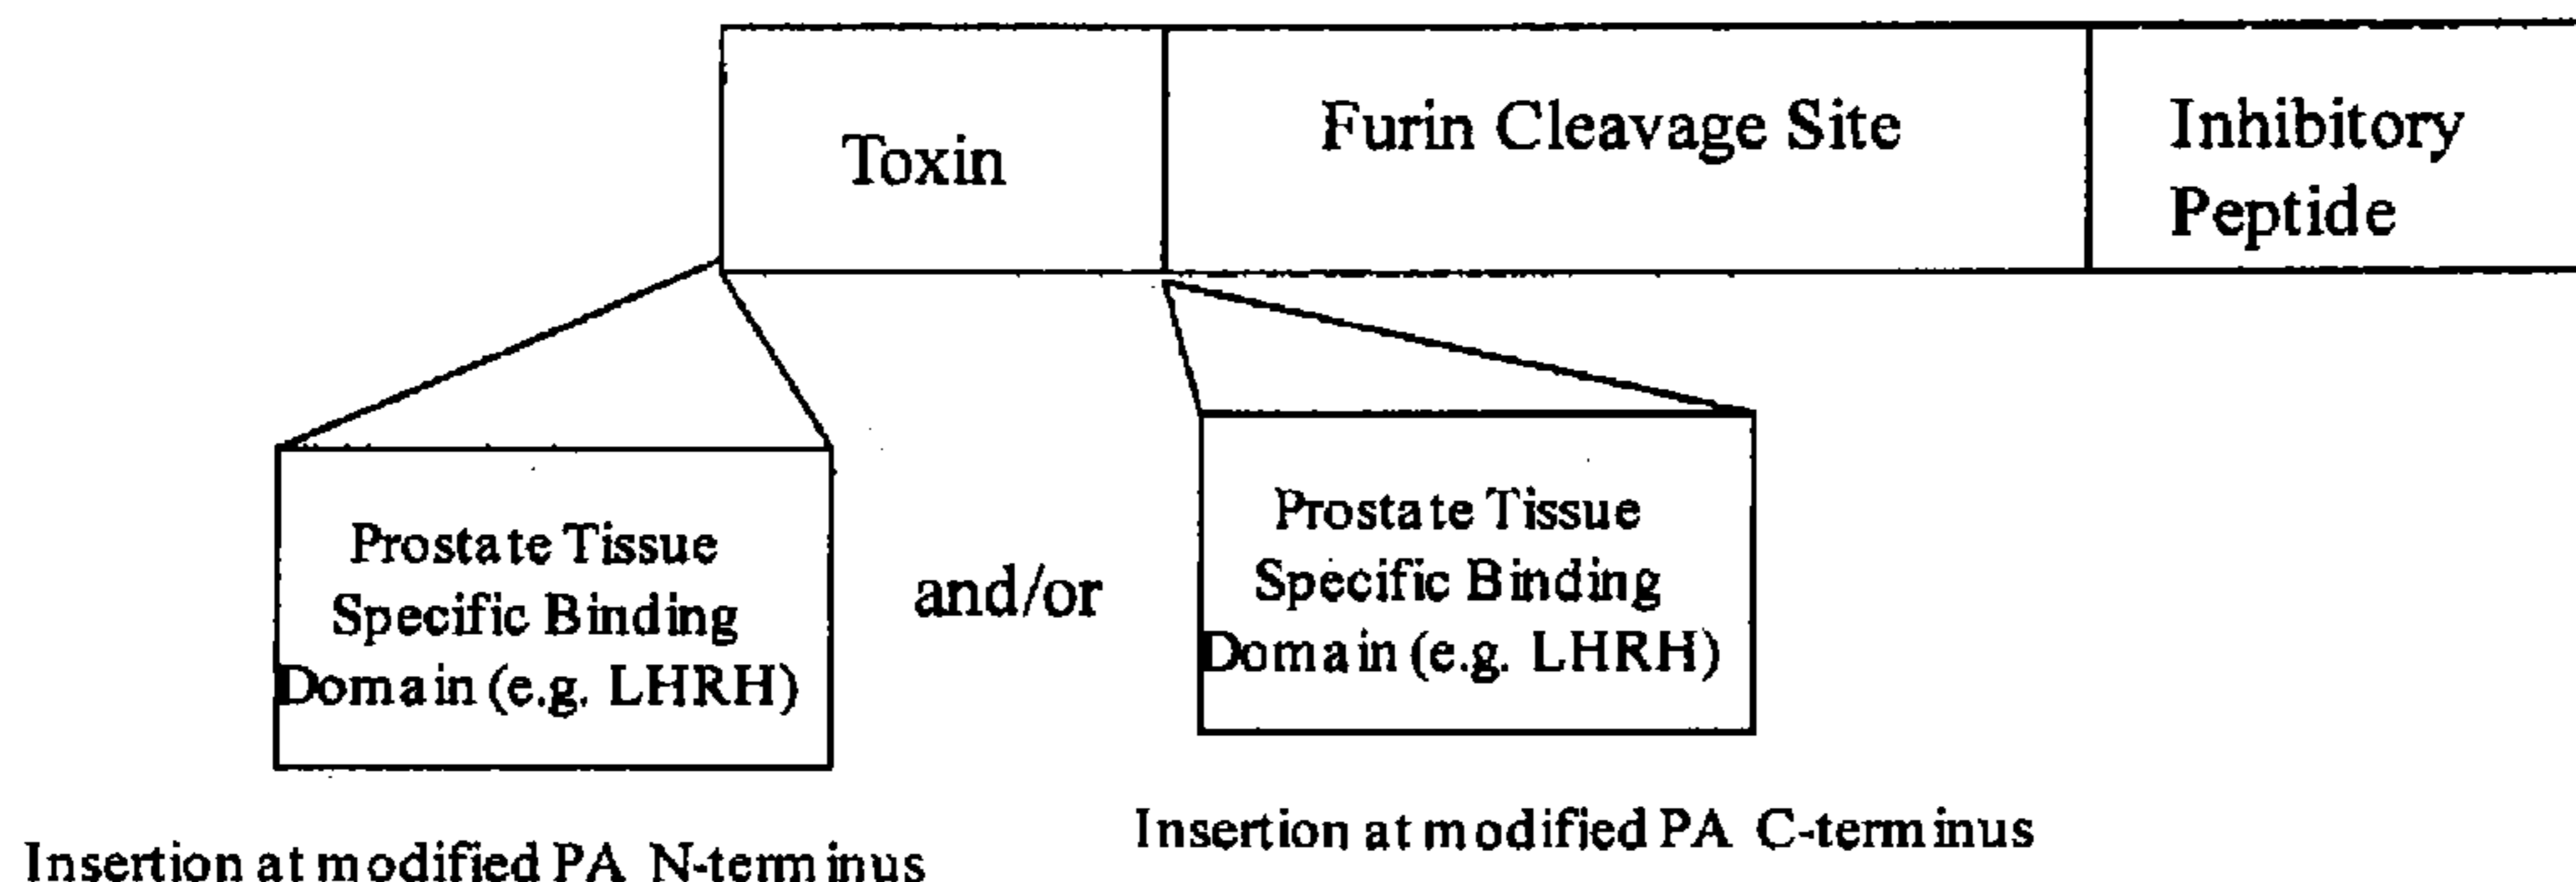 Toxin
Furin Cleavage Site
Inhibitory
Peptide
Prostate Tissue
Specific Binding
Domain (e.g. LHRH)
and/or
Prostate Tissue
Specific Binding
Domain (e.g. LHRH)
Insertion at modified PA N-terminus
Insertion at modified PA C-terminus